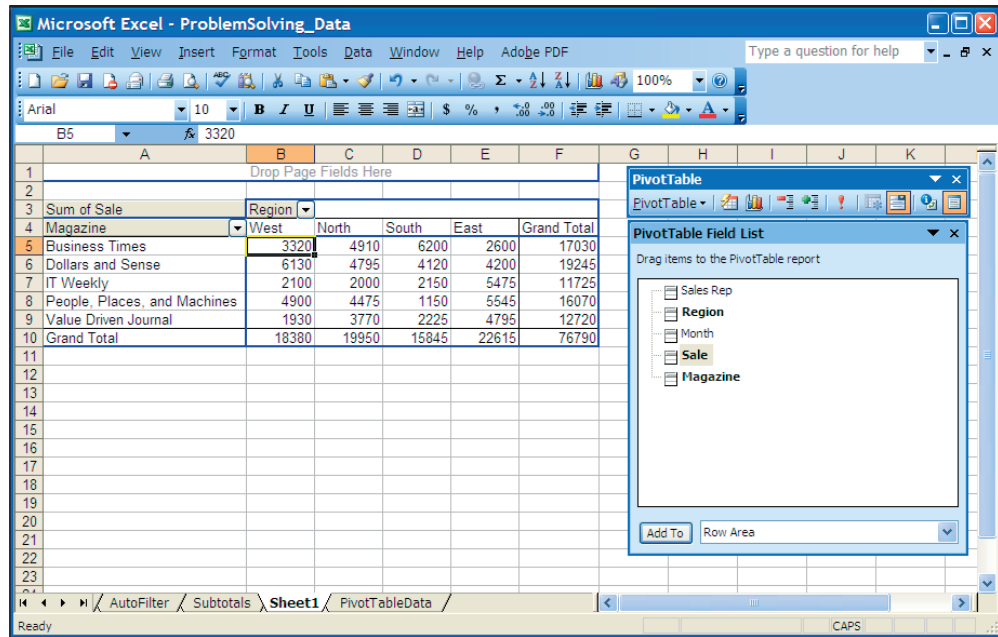 Microsoft Excel - ProblemSolving_Data
File Edit View Insert Format Tools Data Window Help Adobe PDF Type a question for help
ABC Σ A Z Z A 100%
Arial 10 B I U $ % , .0 .00 .00 .0 A
B5 fx 3320
A B C D E F G H I J K
1 Drop Page Fields Here
2
3 Sum of Sale Region
4 Magazine West North South East Grand Total
5 Business Times 3320 4910 6200 2600 17030
6 Dollars and Sense 6130 4795 4120 4200 19245
7 IT Weekly 2100 2000 2150 5475 11725
8 People, Places, and Machines 4900 4475 1150 5545 16070
9 Value Driven Journal 1930 3770 2225 4795 12720
10 Grand Total 18380 19950 15845 22615 76790
11
12
13
14
15
16
17
18
19
20
21
22
23
PivotTable
PivotTable
PivotTable Field List
Drag items to the PivotTable report
Sales Rep
Region
Month
Sale
Magazine
Add To Row Area
AutoFilter Subtotals Sheet1 PivotTableData
Ready CAPS